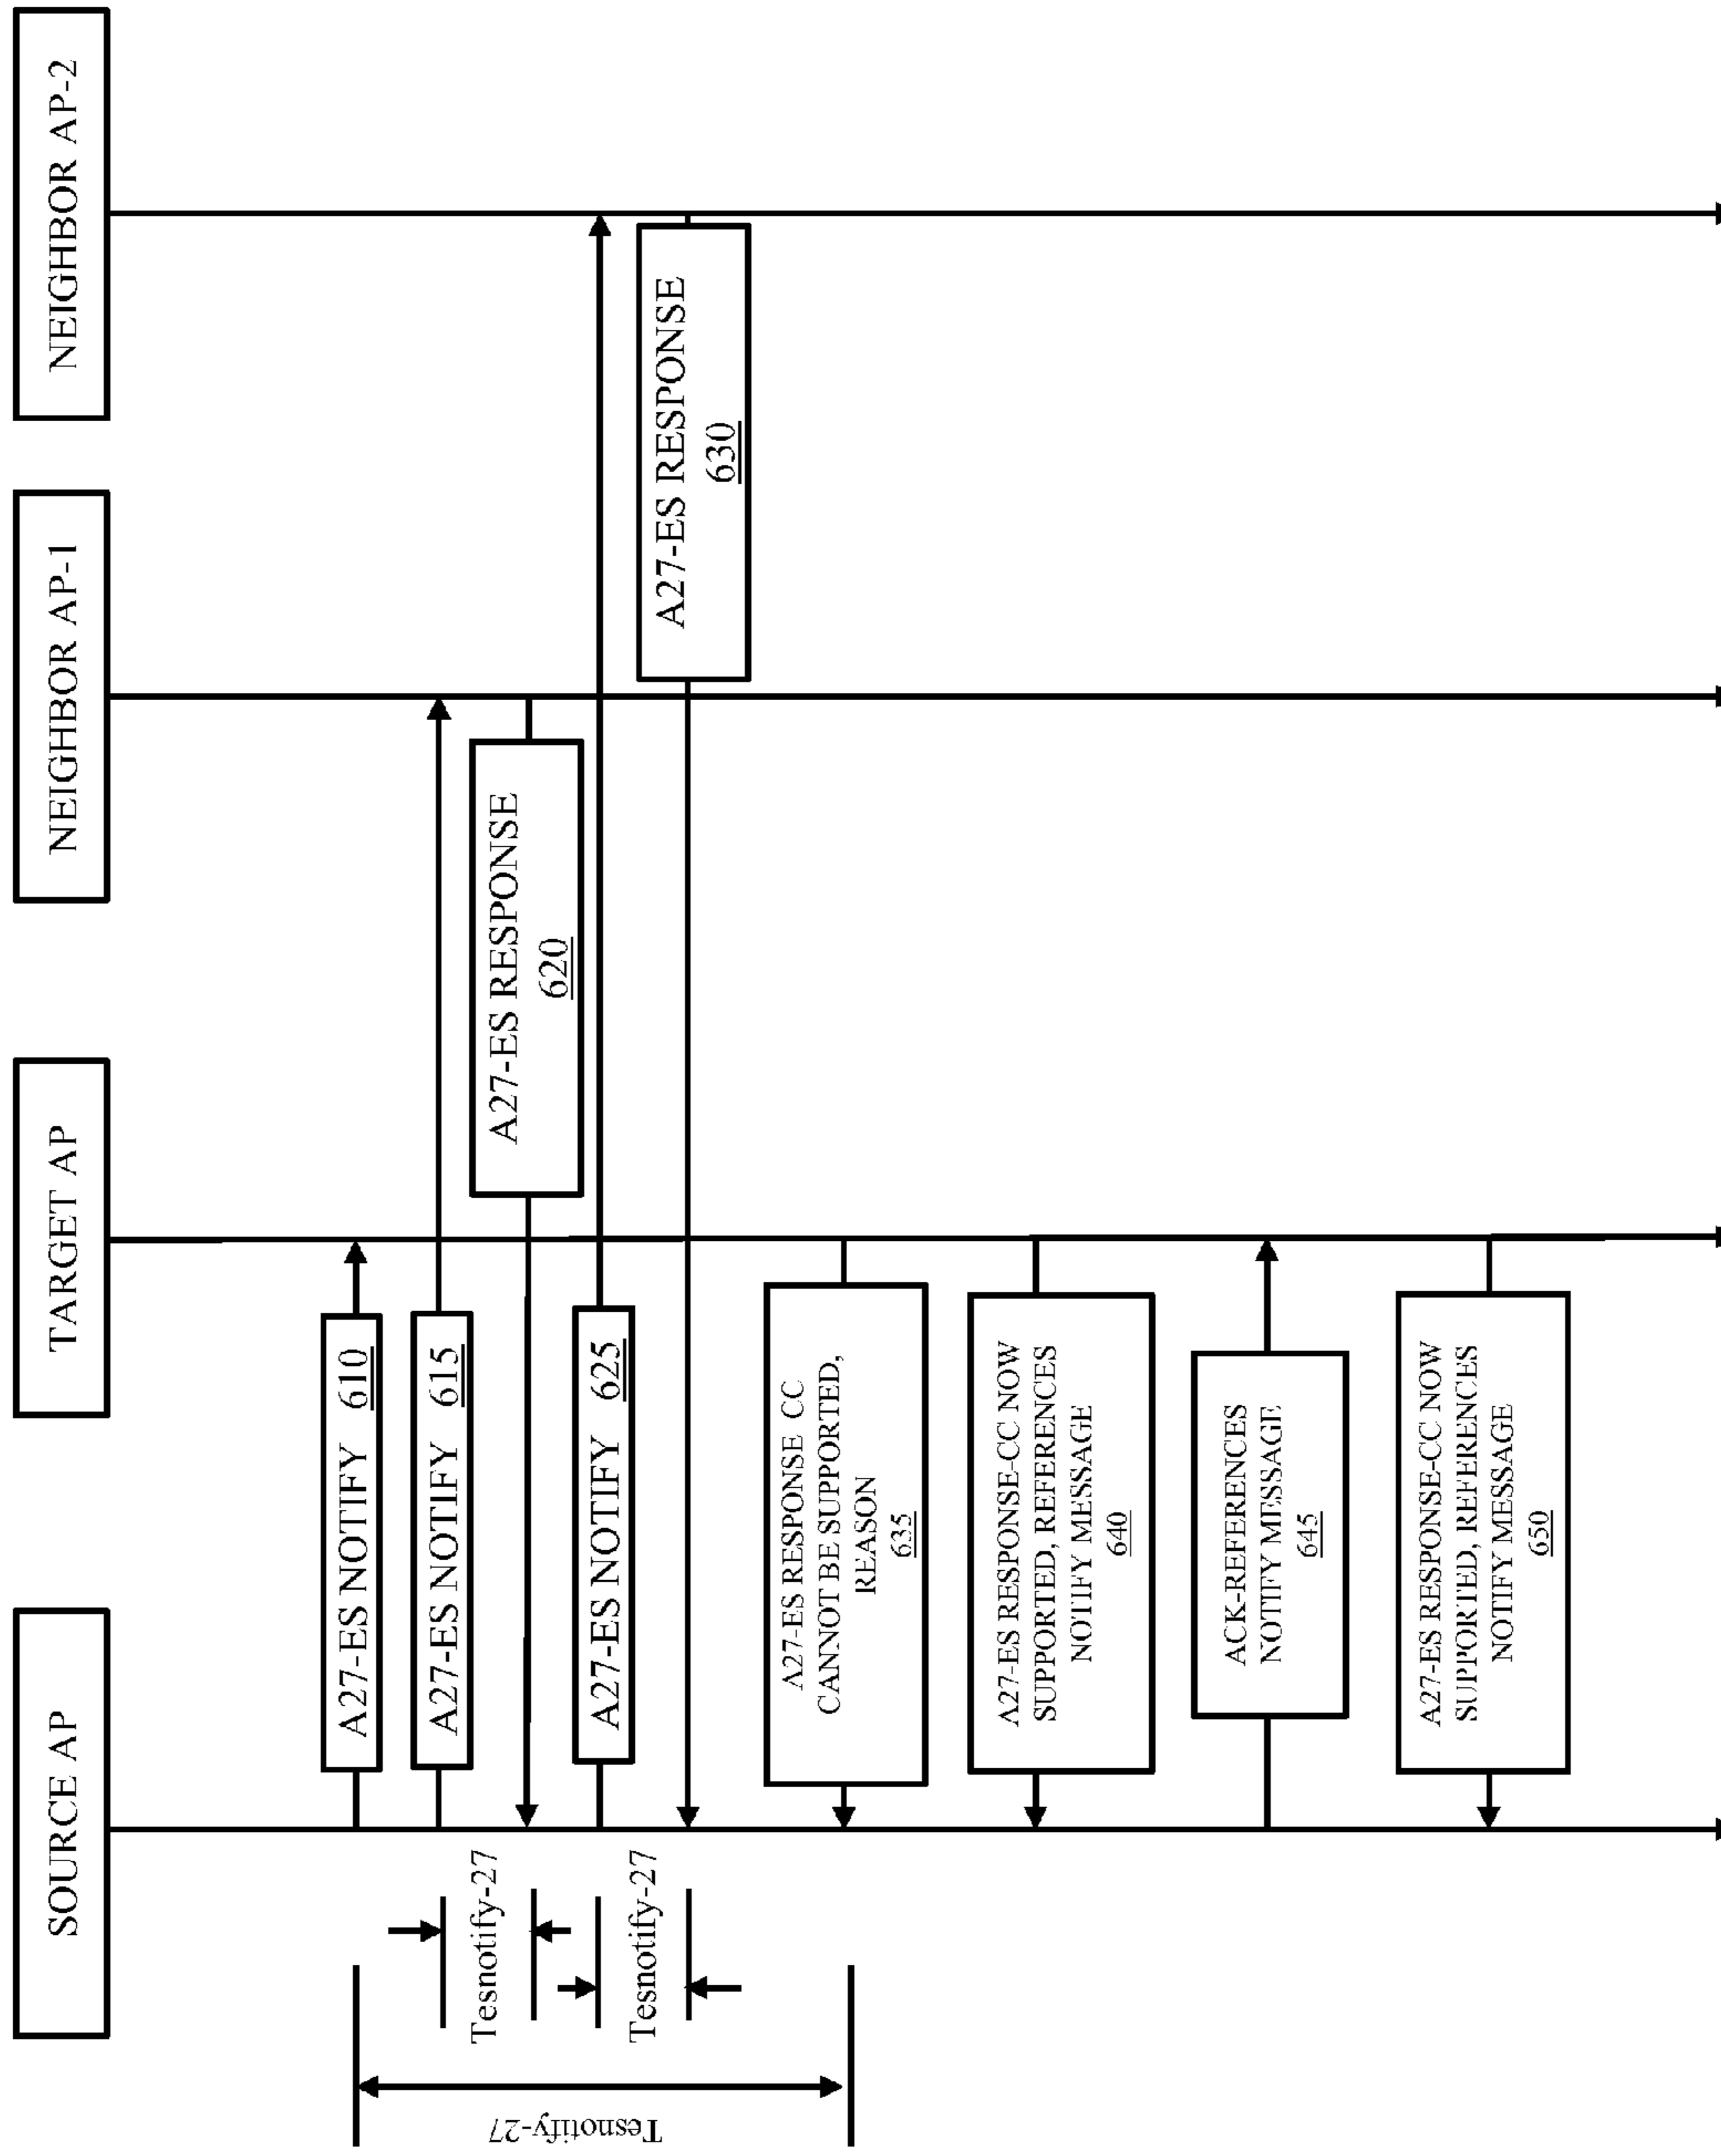 SOURCE AP
TARGET AP
NEIGHBOR AP-1
NEIGHBOR AP-2
A27-ES NOTIFY 610
A27-ES NOTIFY 615
A27-ES RESPONSE
620
A27-ES NOTIFY 625
A27-ES RESPONSE
630
Tesnotify-27
Tesnotify-27
Tesnotify-27
A27-ES RESPONSE CC
CANNOT BE SUPPORTED,
REASON
635
A27-ES RESPONSE-CC NOW
SUPPORTED, REFERENCES
NOTIFY MESSAGE
640
ACK-REFERENCES
NOTIFY MESSAGE
645
A27-ES RESPONSE-CC NOW
SUPPORTED, REFERENCES
NOTIFY MESSAGE
650